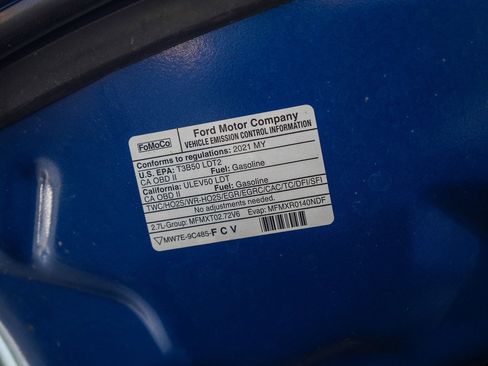 FoMoCo
Ford Motor Company
VEHICLE EMISSION CONTROL INFORMATION
Conforms to regulations: 2021 MY
U.S. EPA: T3B50 LDT2
CA OBD II Fuel: Gasoline
California: ULEV50 LDT
CA OBD II Fuel: Gasoline
TWC/HO2S/WR-HO2S/EGR/EGRC/CAC/TC/DFI/SFI
No adjustments needed.
2.7L-Group: MFMXT02.72V6 Evap: MFMXR0140NDF
▽MW7E-9C485-F C V